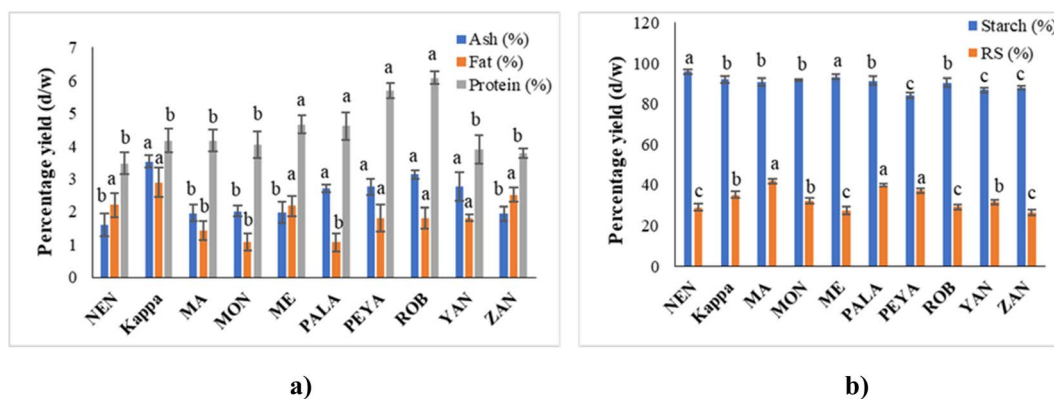 Percentage yield (d/w)
7
6
5
4
3
2
1
0
Ash (%)
Fat (%)
Protein (%)
b a b
a a b
b b b
b b b
b a a
a b a
a a a
a a a
a a b
b a b
NEN Kappa MA MON ME PALA PEYA ROB YAN ZAN
a)
Percentage yield (d/w)
120
100
80
60
40
20
0
Starch (%)
RS (%)
a b b b a b c b c c
c b a b c a a c b c
NEN Kappa MA MON ME PALA PEYA ROB YAN ZAN
b)